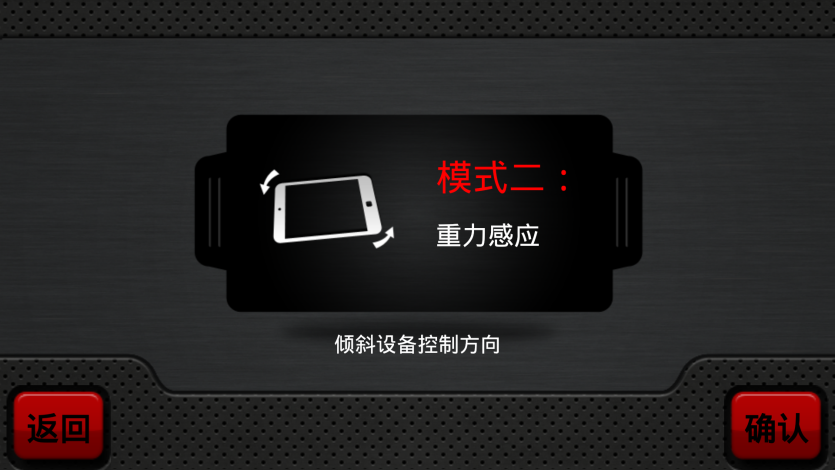 模式二：
重力感应
倾斜设备控制方向
返回
确认